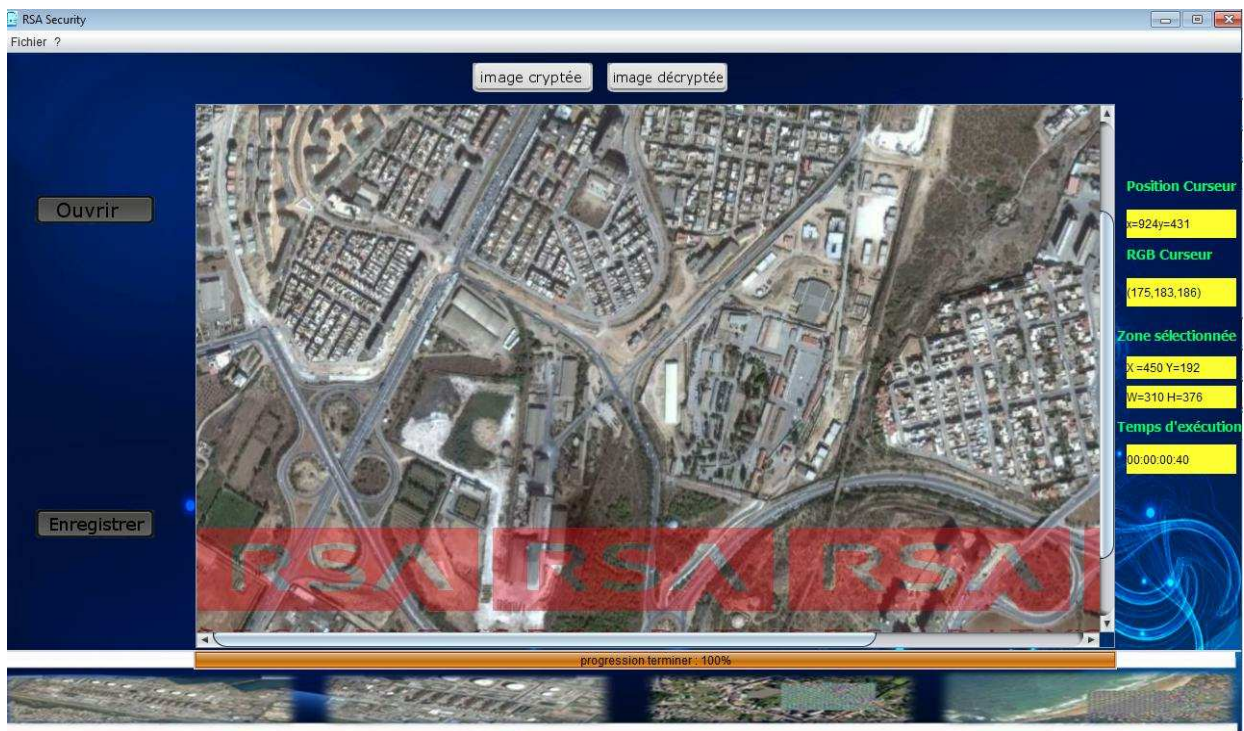 RSA Security
Fichier ?
image cryptée
image décryptée
Ouvrir
Enregistrer
Position Curseur
x=924y=431
RGB Curseur
(175,183,186)
Zone sélectionnée
X =450 Y=192
W=310 H=376
Temps d'exécution
00:00:00:40
RSA RSA RSA
progression terminer : 100%